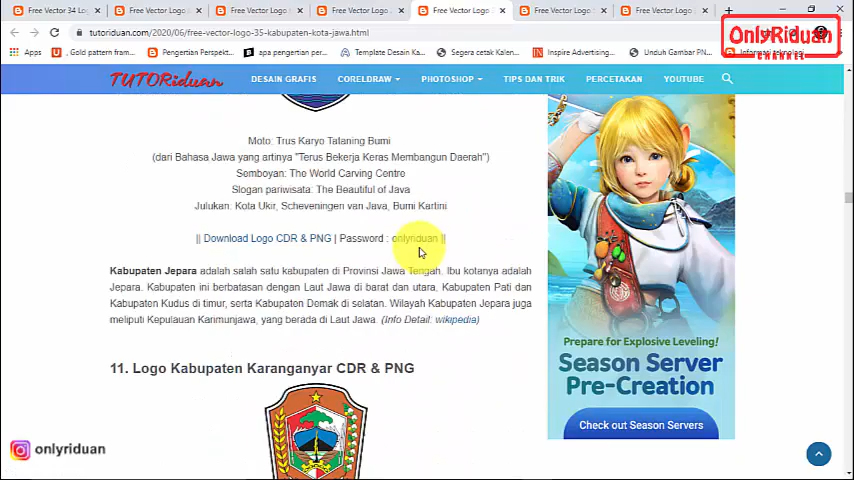 Free Vector 34 Log
Free Vector Logo
Free Vector Logo
Free Vector Logo
Free Vector Logo
Free Vector Logo
Free Vector Logo
tutoriduan.com/2020/06/free-vector-logo-35-kabupaten-kota-jawa.html
Apps
, Gold pattern fram...
Pengertian Perspekt...
apa pengertian per...
Template Desain Ka...
Segera cetak Kalend...
Inspire Advertising...
Unduh Gambar PN...
Informasi teknologi
OnlyRiduan
CHANNEL
TUTORiduan
DESAIN GRAFIS
CORELDRAW
PHOTOSHOP
TIPS DAN TRIK
PERCETAKAN
YOUTUBE
Moto: Trus Karyo Tataning Bumi
(dari Bahasa Jawa yang artinya "Terus Bekerja Keras Membangun Daerah")
Semboyan: The World Carving Centre
Slogan pariwisata: The Beautiful of Java
Julukan: Kota Ukir, Scheveningen van Java, Bumi Kartini
|| Download Logo CDR & PNG | Password : onlyriduan ||
Kabupaten Jepara adalah salah satu kabupaten di Provinsi Jawa Tengah. Ibu kotanya adalah
Jepara. Kabupaten ini berbatasan dengan Laut Jawa di barat dan utara, Kabupaten Pati dan
Kabupaten Kudus di timur, serta Kabupaten Demak di selatan. Wilayah Kabupaten Jepara juga
meliputi Kepulauan Karimunjawa, yang berada di Laut Jawa. (Info Detail: wikipedia)
11. Logo Kabupaten Karanganyar CDR & PNG
Prepare for Explosive Leveling!
Season Server
Pre-Creation
Check out Season Servers
onlyriduan